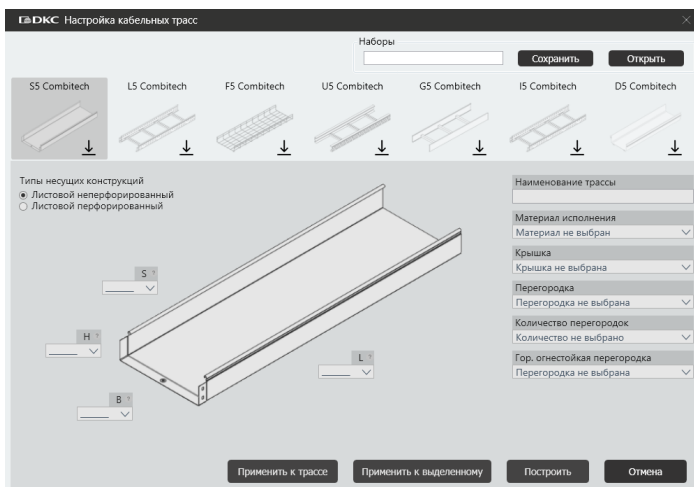 DKC Настройка кабельных трасс
Наборы
Сохранить
Открыть
S5 Combitech
L5 Combitech
F5 Combitech
U5 Combitech
G5 Combitech
I5 Combitech
D5 Combitech
Типы несущих конструкций
Листовой неперфорированный
Листовой перфорированный
S ?
H ?
B ?
L ?
Наименование трассы
Материал исполнения
Материал не выбран
Крышка
Крышка не выбрана
Перегородка
Перегородка не выбрана
Количество перегородок
Количество не выбрано
Гор. огнестойкая перегородка
Перегородка не выбрана
Применить к трассе
Применить к выделенному
Построить
Отмена